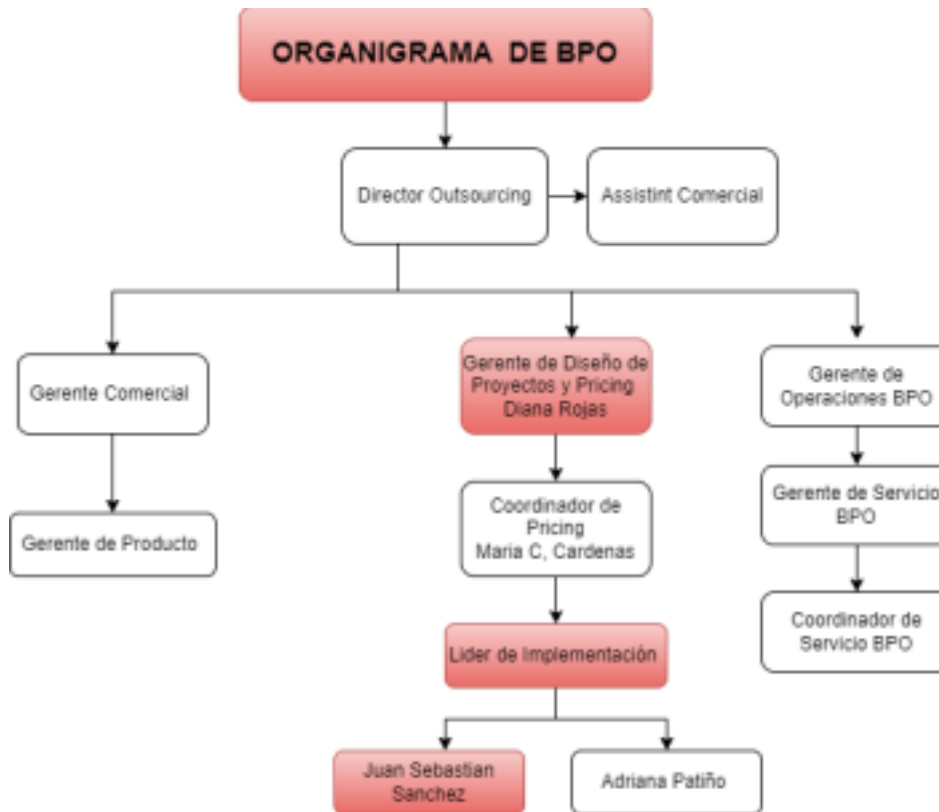 ORGANIGRAMA DE BPO
Director Outsourcing
Assistint Comercial
Gerente Comercial
Gerente de Producto
Gerente de Diseño de
Proyectos y Pricing
Diana Rojas
Coordinador de
Pricing
Maria C, Cardenas
Lider de Implementación
Juan Sebastian
Sanchez
Adriana Patiño
Gerente de
Operaciones BPO
Gerente de Servicio
BPO
Coordinador de
Servicio BPO